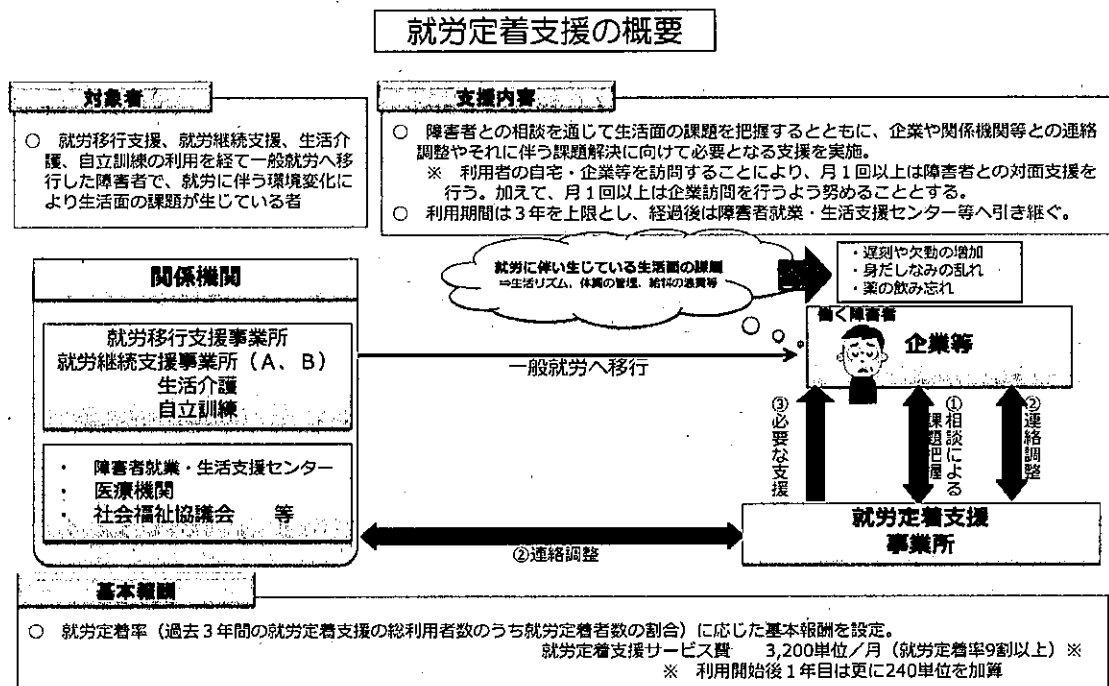 就労定着支援の概要
対象者
○ 就労移行支援、就労継続支援、生活介
護、自立訓練の利用を経て一般就労へ移
行した障害者で、就労に伴う環境変化に
より生活面の課題が生じている者
支援内容
○ 障害者との相談を通じて生活面の課題を把握するとともに、企業や関係機関等との連絡
調整やそれに伴う課題解決に向けて必要となる支援を実施。
※ 利用者の自宅・企業等を訪問することにより、月1回以上は障害者との対面支援を
行う。加えて、月1回以上は企業訪問を行うよう努めることとする。
○ 利用期間は3年を上限とし、経過後は障害者就業・生活支援センター等へ引き継ぐ。
就労に伴い生じている生活面の課題
⇒生活リズム、体調の管理、給料の浪費等
・遅刻や欠勤の増加
・身だしなみの乱れ
・薬の飲み忘れ
関係機関
就労移行支援事業所
就労継続支援事業所(A、B)
生活介護
自立訓練
・ 障害者就業・生活支援センター
・ 医療機関
・ 社会福祉協議会 等
一般就労へ移行
働く障害者
企業等
③必要な支援
①相談による
課題把握
②連絡調整
就労定着支援
事業所
②連絡調整
基本報酬
○ 就労定着率(過去3年間の就労定着支援の総利用者数のうち就労定着者数の割合)に応じた基本報酬を設定。
就労定着支援サービス費 3,200単位/月(就労定着率9割以上)※
※ 利用開始後1年目は更に240単位を加算